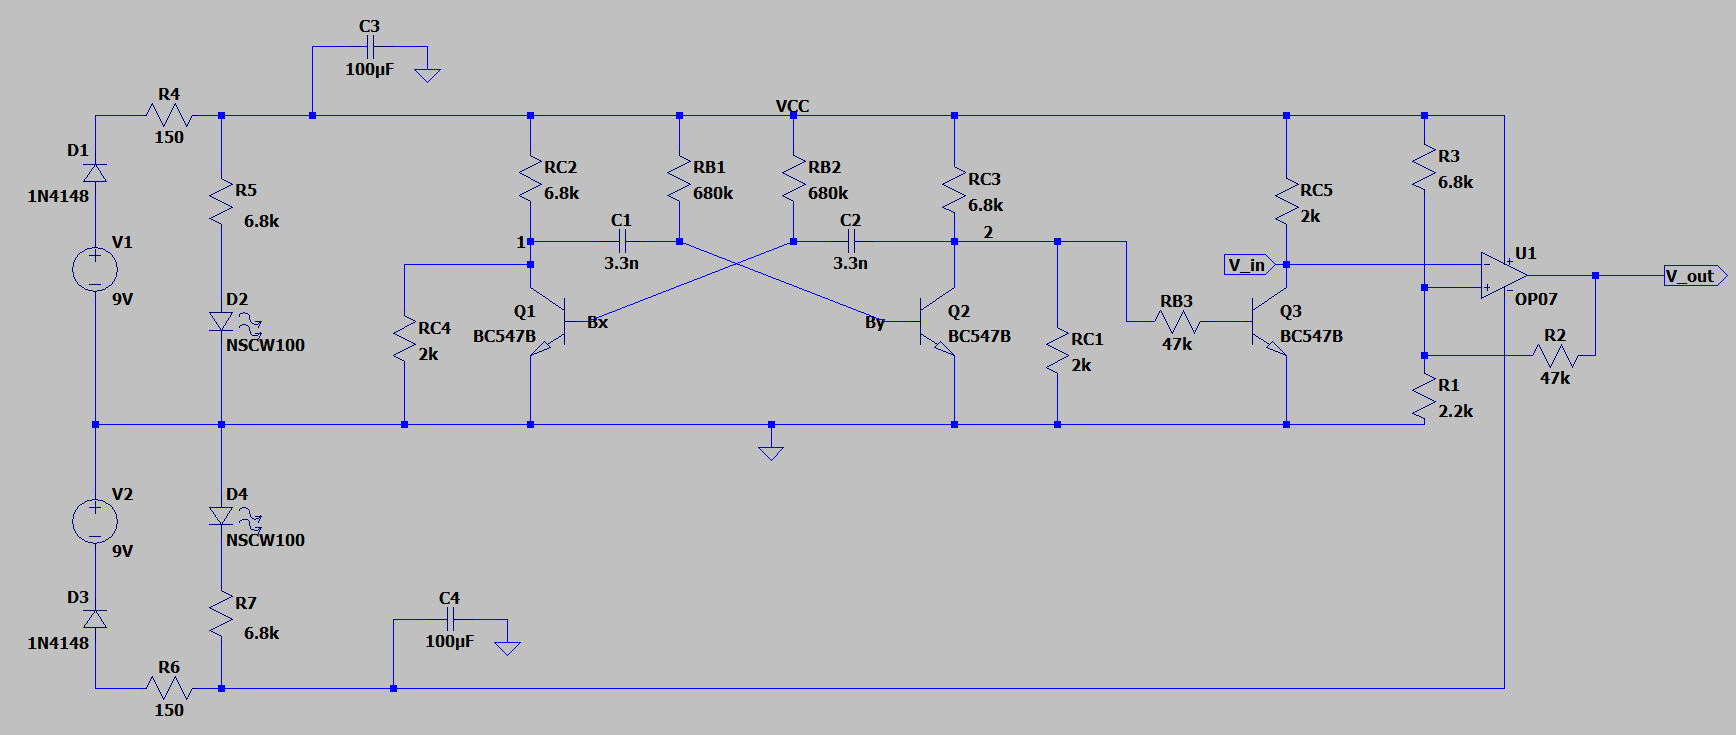 C3
100µF
R4
150
VCC
D1
1N4148
R5
6.8k
RC2
6.8k
RB1
680k
RB2
680k
RC3
6.8k
RC5
2k
R3
6.8k
V1
9V
1
C1
3.3n
C2
3.3n
2
V_in
U1
OP07
V_out
D2
NSCW100
RC4
2k
Q1
BC547B
Bx
By
Q2
BC547B
RC1
2k
RB3
47k
Q3
BC547B
R2
47k
R1
2.2k
V2
9V
D4
NSCW100
D3
1N4148
R7
6.8k
C4
100µF
R6
150